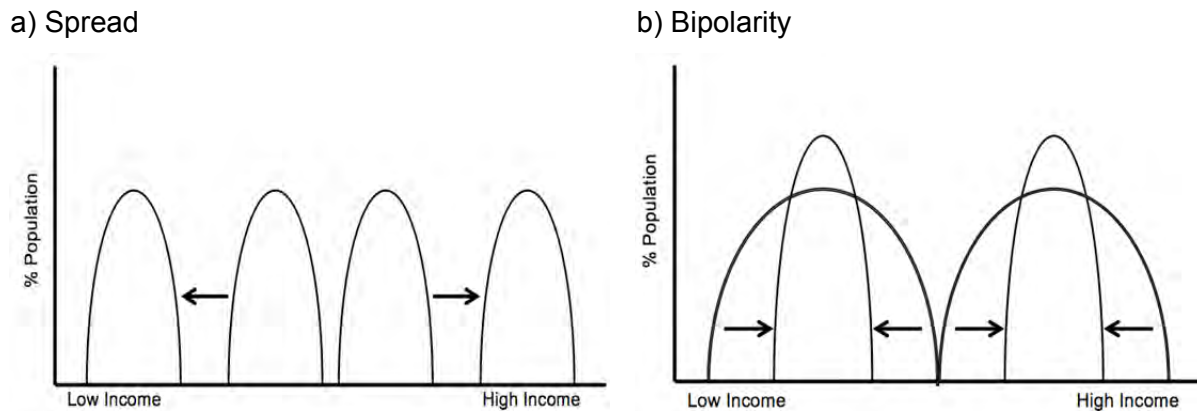 a) Spread
b) Bipolarity
% Population
Low Income
High Income
% Population
Low Income
High Income